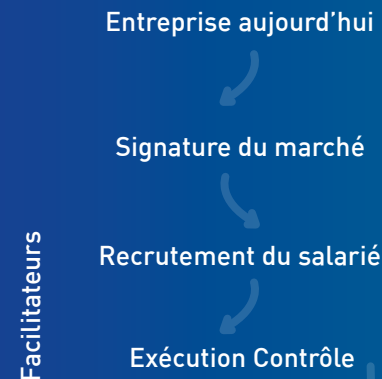 Entreprise aujourd’hui
Signature du marché
Recrutement du salarié
Exécution Contrôle
Facilitateurs